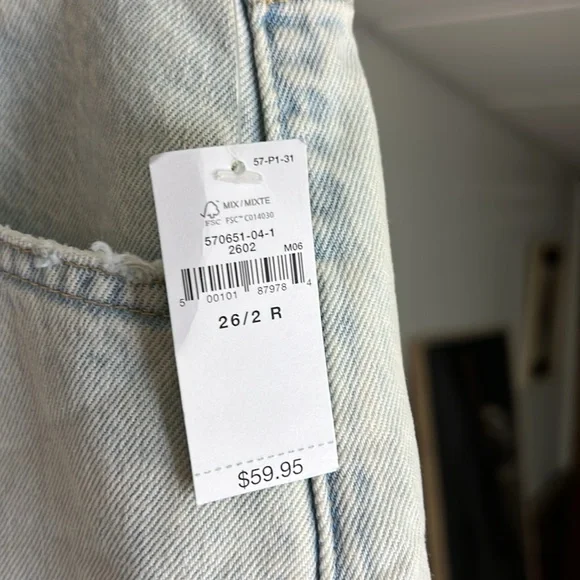 57-P1-31
MIX/MIXTE
FSC FSC™ C014030
570651-04-1
2602 M06
5 00101 87978 4
26/2 R
$59.95